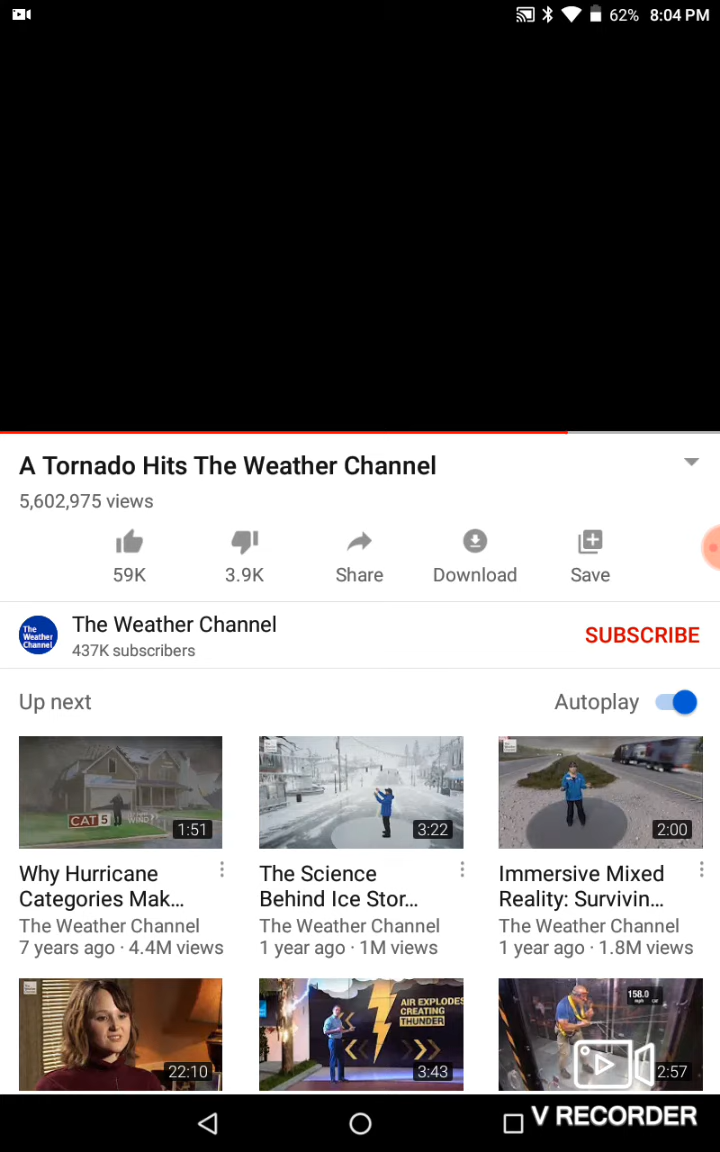 62% 8:04 PM
A Tornado Hits The Weather Channel
5,602,975 views
59K 3.9K Share Download Save
The Weather Channel
The Weather Channel
437K subscribers
SUBSCRIBE
Up next Autoplay
CAT 5 WIND
1:51
3:22
2:00
Why Hurricane
Categories Mak...
The Weather Channel
7 years ago · 4.4M views
The Science
Behind Ice Stor...
The Weather Channel
1 year ago · 1M views
Immersive Mixed
Reality: Survivin...
The Weather Channel
1 year ago · 1.8M views
22:10
AIR EXPLODES
CREATING
THUNDER
3:43
158.0
2:57
V RECORDER